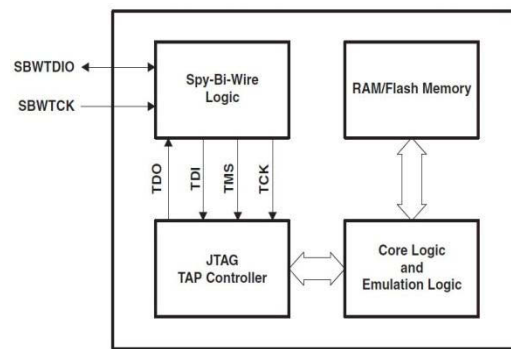 SBWTDIO
SBWTCK
Spy-Bi-Wire
Logic
RAM/Flash Memory
TDO
TDI
TMS
TCK
JTAG
TAP Controller
Core Logic
and
Emulation Logic